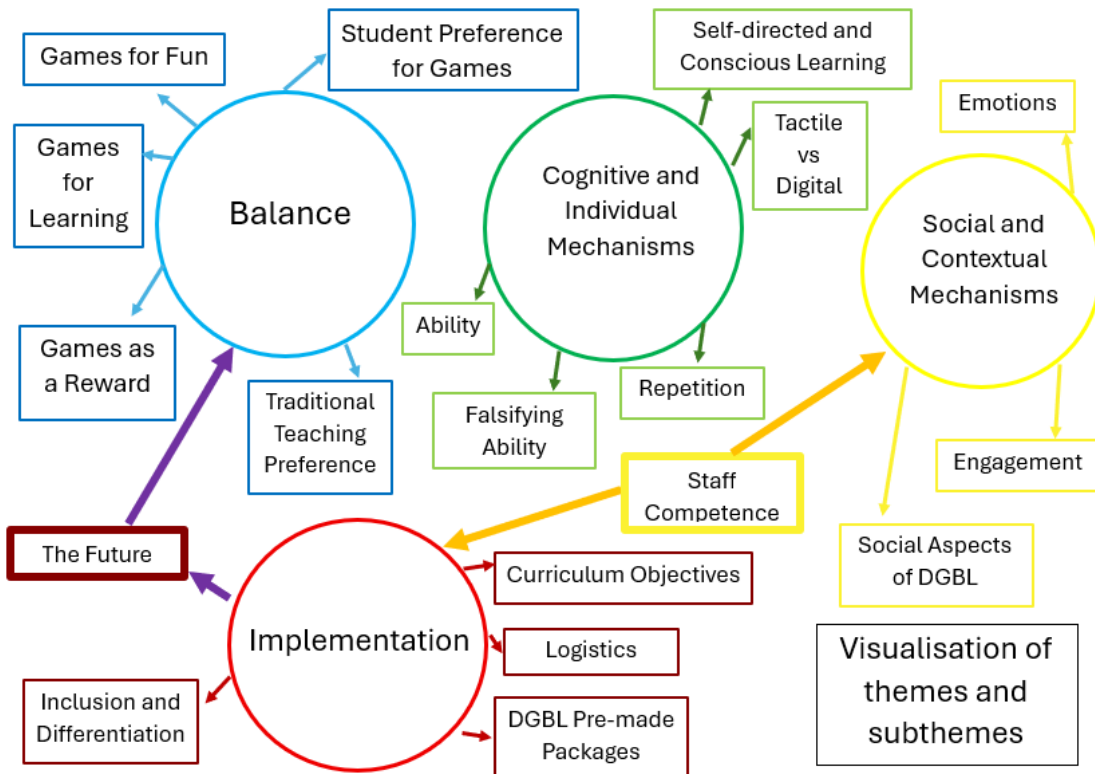 Games for Fun
Student Preference
for Games
Games
for
Learning
Balance
Games as
a Reward
Traditional
Teaching
Preference
Self-directed and
Conscious Learning
Tactile
vs
Digital
Cognitive and
Individual
Mechanisms
Ability
Falsifying
Ability
Repetition
Emotions
Social and
Contextual
Mechanisms
Engagement
Social Aspects
of DGBL
Staff
Competence
The Future
Implementation
Curriculum Objectives
Logistics
DGBL Pre-made
Packages
Inclusion and
Differentiation
Visualisation of
themes and
subthemes